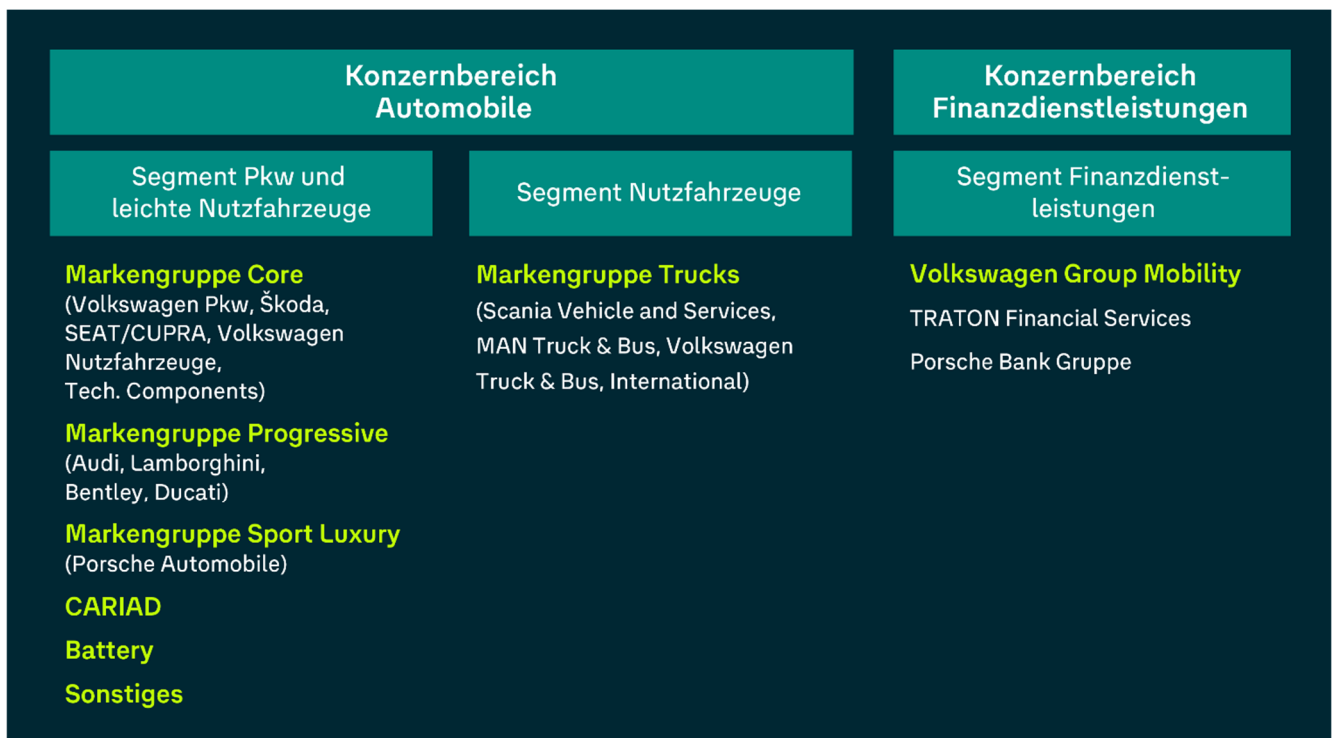 Konzernbereich
Automobile
Konzernbereich
Finanzdienstleistungen
Segment Pkw und
leichte Nutzfahrzeuge
Segment Nutzfahrzeuge
Segment Finanzdienst-
leistungen
Markengruppe Core
(Volkswagen Pkw, Škoda,
SEAT/CUPRA, Volkswagen
Nutzfahrzeuge,
Tech. Components)
Markengruppe Progressive
(Audi, Lamborghini,
Bentley, Ducati)
Markengruppe Sport Luxury
(Porsche Automobile)
CARIAD
Battery
Sonstiges
Markengruppe Trucks
(Scania Vehicle and Services,
MAN Truck & Bus, Volkswagen
Truck & Bus, International)
Volkswagen Group Mobility
TRATON Financial Services
Porsche Bank Gruppe